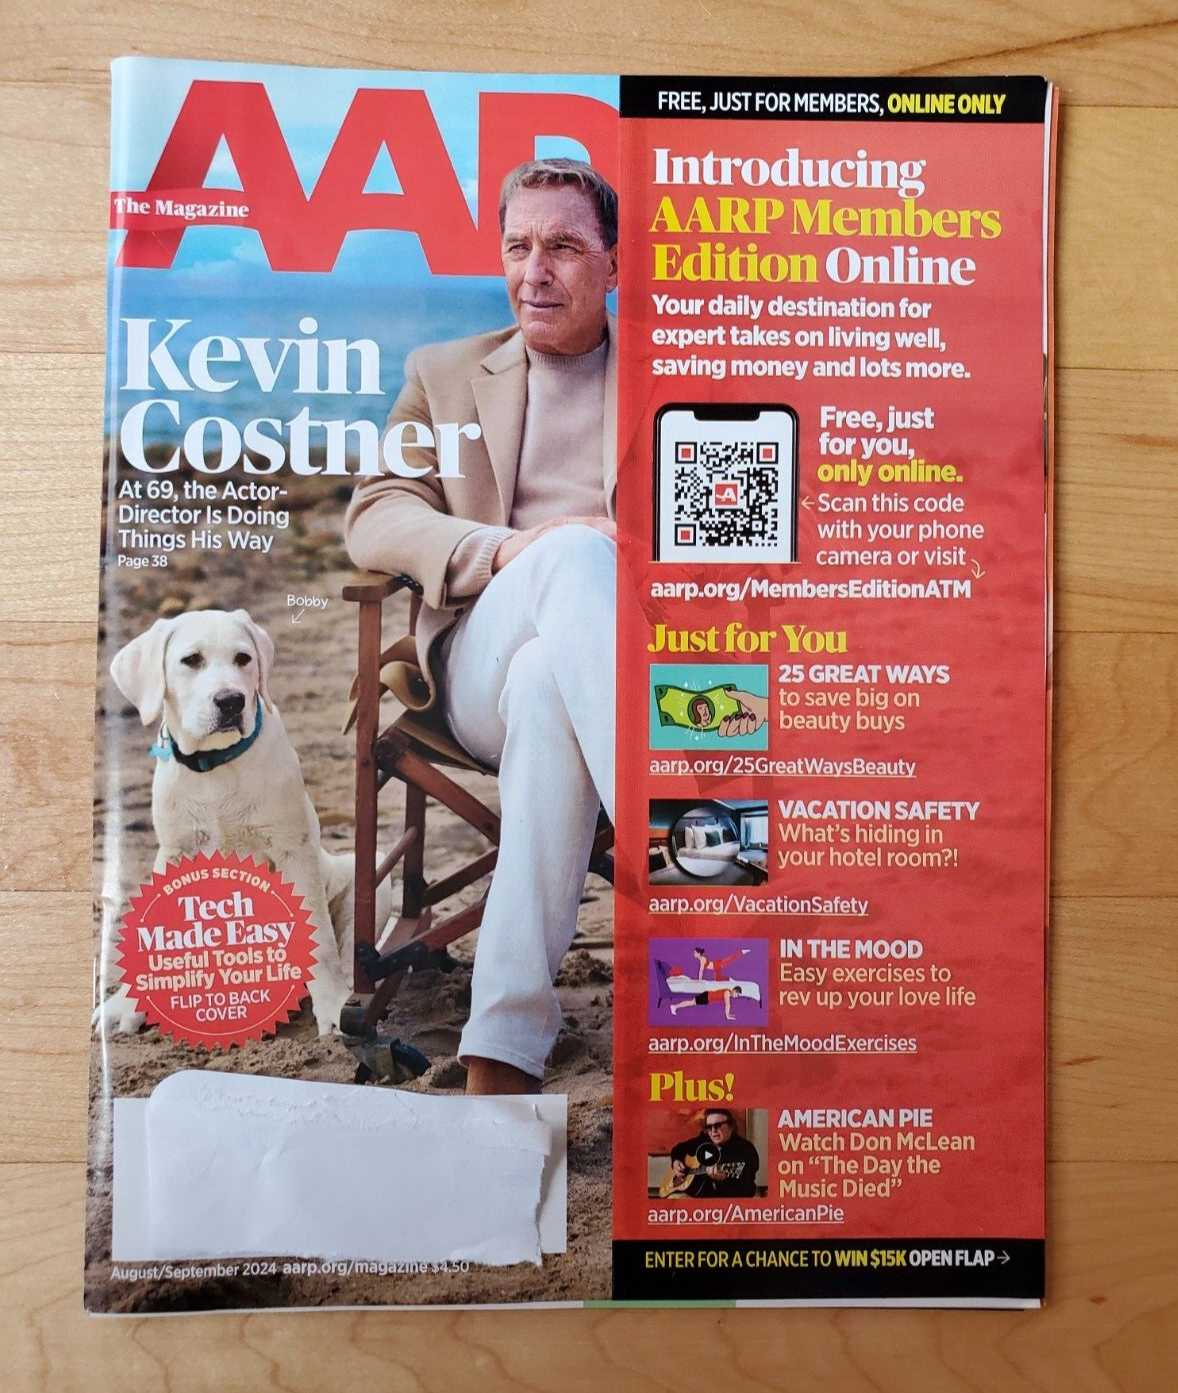 AARP
The Magazine
Kevin
Costner
At 69, the Actor-
Director Is Doing
Things His Way
Page 38
Bobby
BONUS SECTION
Tech
Made Easy
Useful Tools to
Simplify Your Life
FLIP TO BACK
COVER
August/September 2024 aarp.org/magazine $4.50
FREE, JUST FOR MEMBERS, ONLINE ONLY
Introducing
AARP Members
Edition Online
Your daily destination for
expert takes on living well,
saving money and lots more.
A
Free, just
for you,
only online.
←Scan this code
with your phone
camera or visit
aarp.org/MembersEditionATM
Just for You
25 GREAT WAYS
to save big on
beauty buys
aarp.org/25GreatWaysBeauty
VACATION SAFETY
What's hiding in
your hotel room?!
aarp.org/VacationSafety
IN THE MOOD
Easy exercises to
rev up your love life
aarp.org/InTheMoodExercises
Plus!
AMERICAN PIE
Watch Don McLean
on “The Day the
Music Died”
aarp.org/AmericanPie
ENTER FOR A CHANCE TO WIN $15K OPEN FLAP→